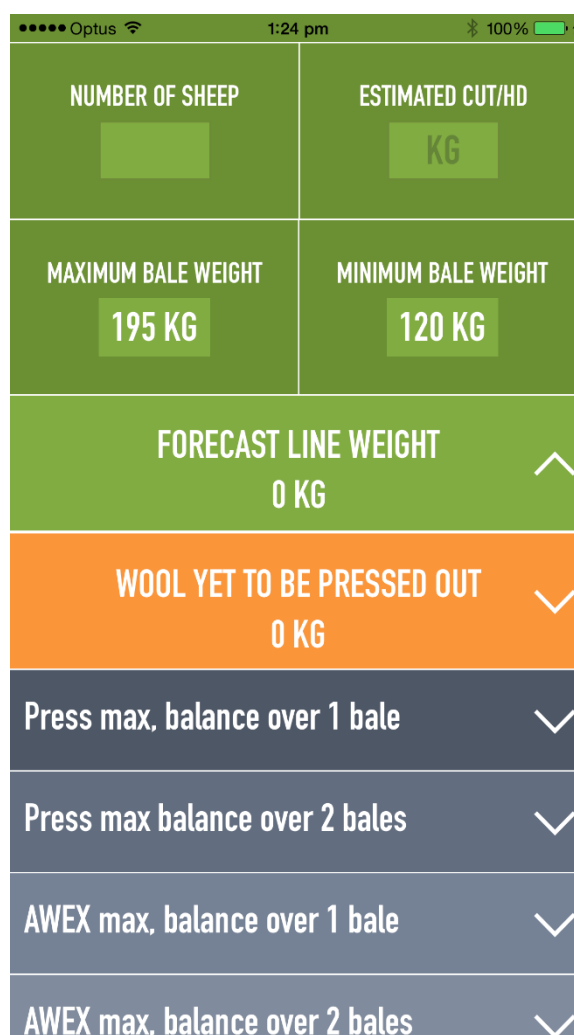 Optus 1:24 pm 100%
NUMBER OF SHEEP
ESTIMATED CUT/HD
KG
MAXIMUM BALE WEIGHT
195 KG
MINIMUM BALE WEIGHT
120 KG
FORECAST LINE WEIGHT
0 KG
WOOL YET TO BE PRESSED OUT
0 KG
Press max, balance over 1 bale
Press max balance over 2 bales
AWEX max, balance over 1 bale
AWEX max, balance over 2 bales